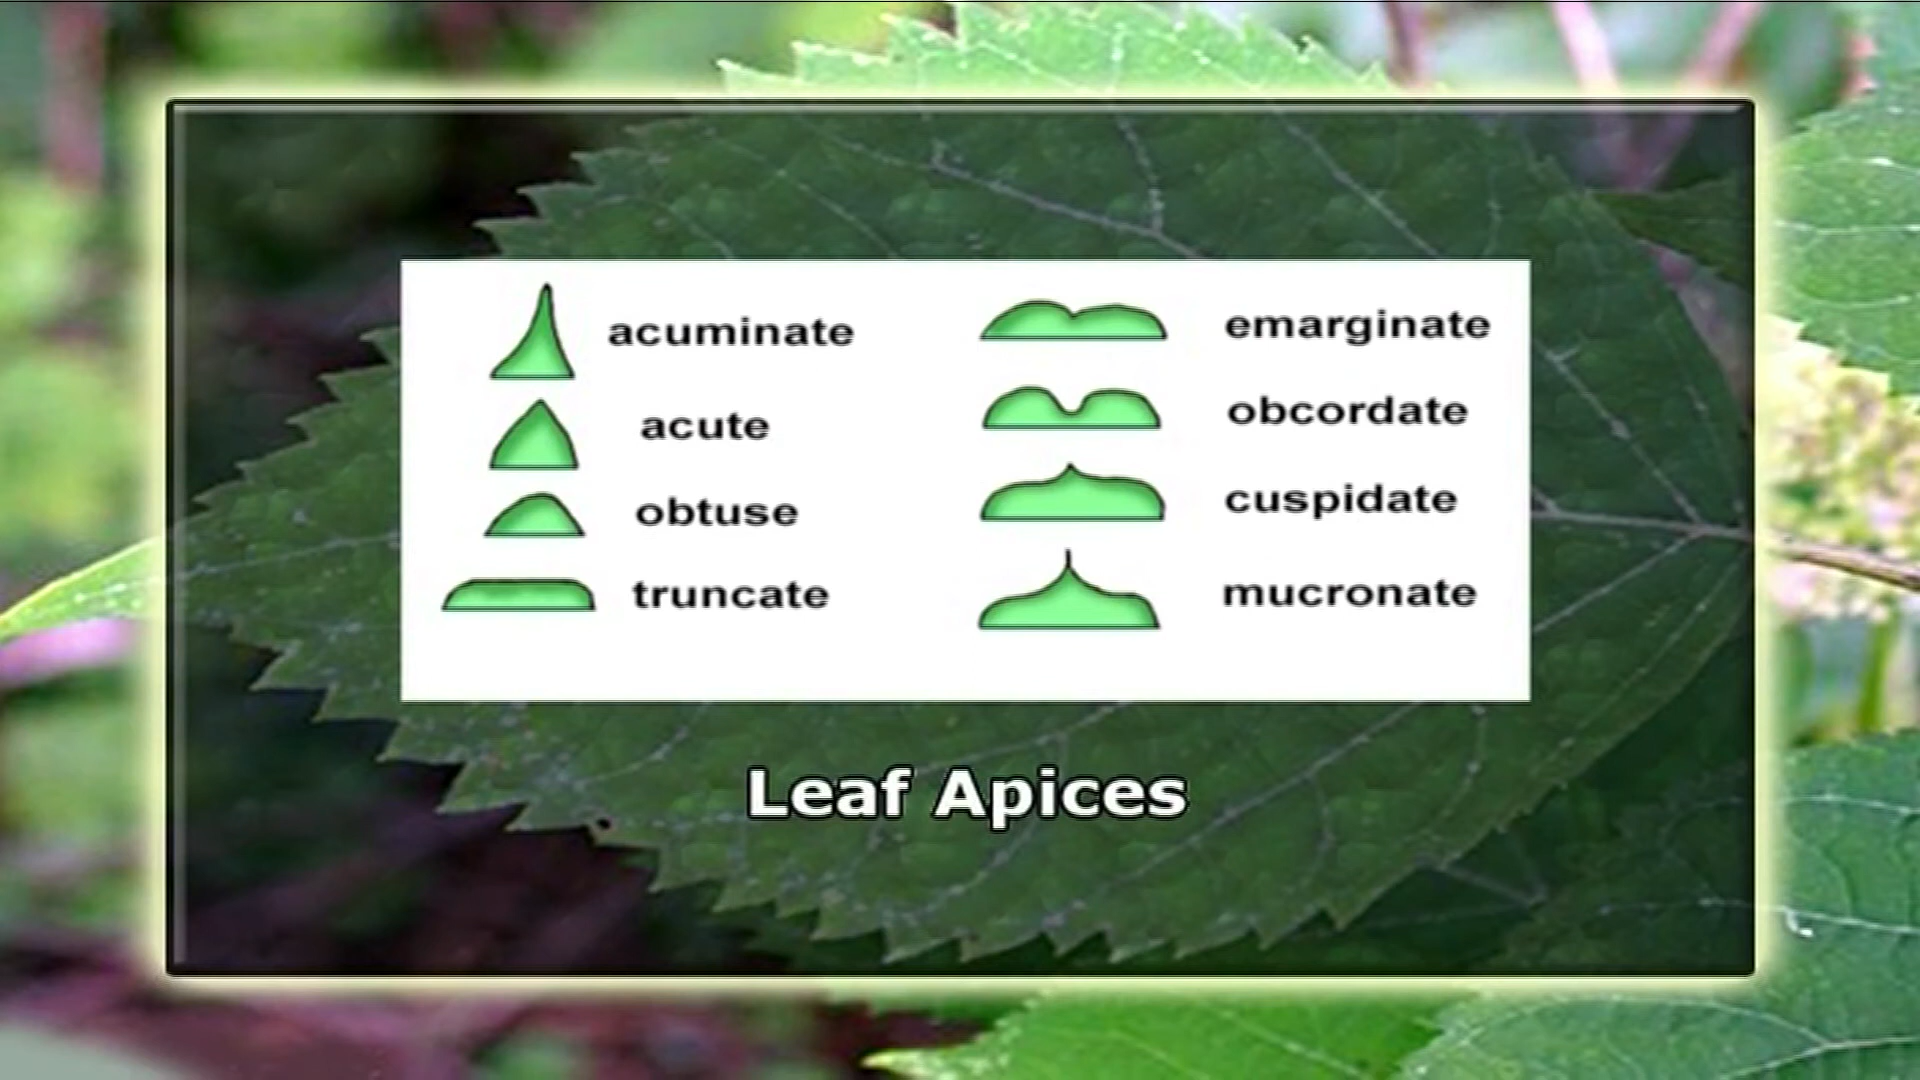 acuminate
acute
obtuse
truncate
emarginate
obcordate
cuspidate
mucronate
Leaf Apices